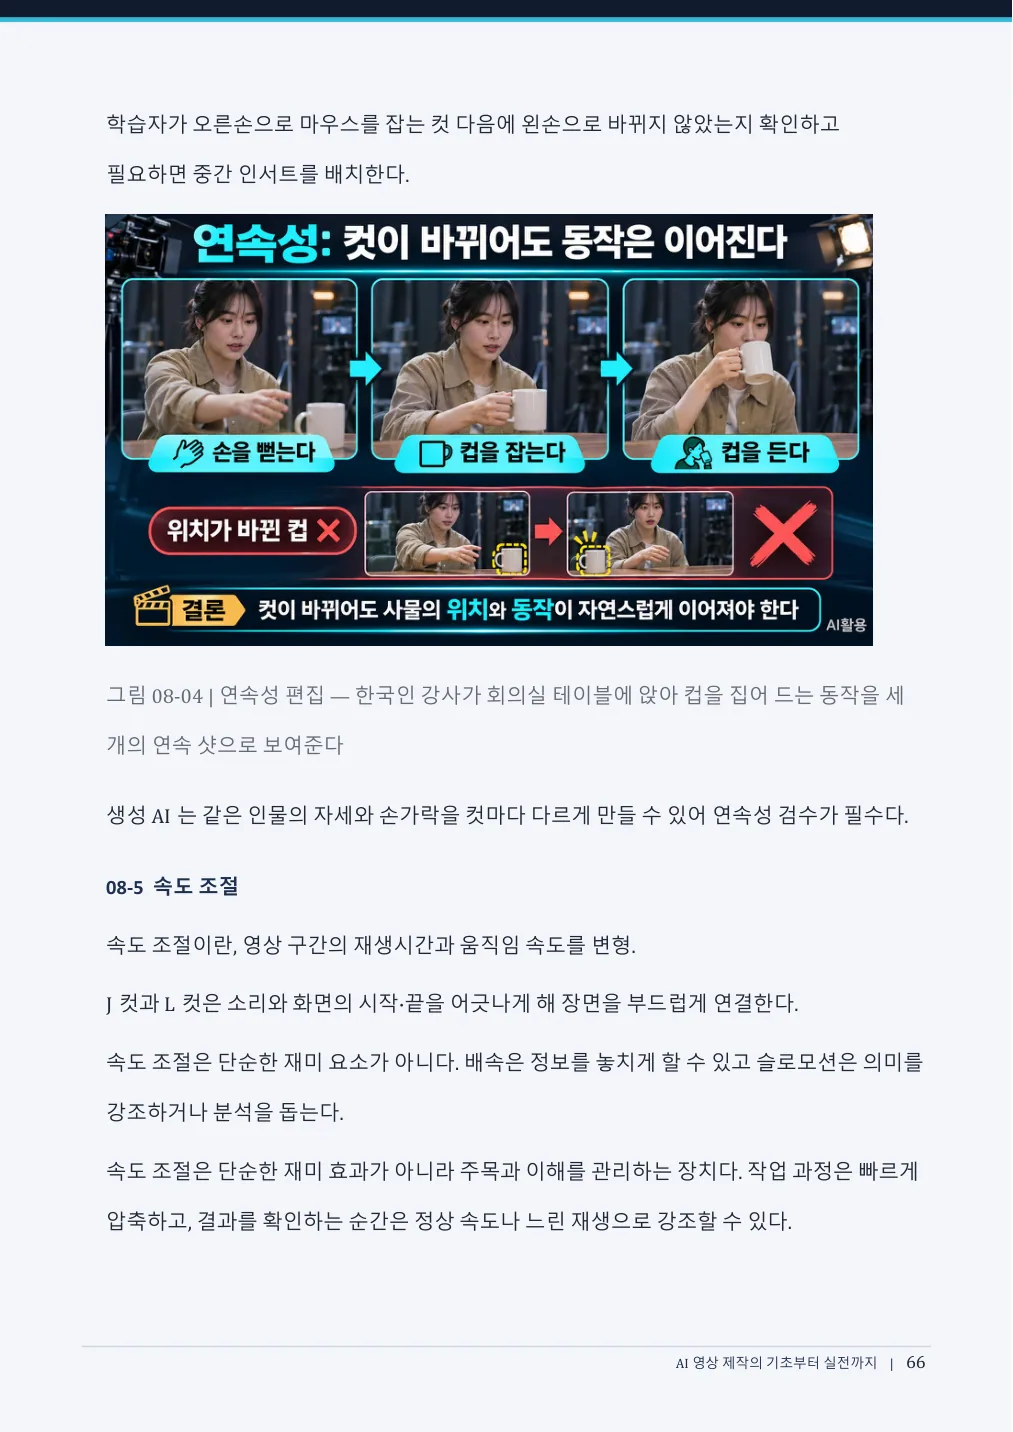 학습자가 오른손으로 마우스를 잡는 컷 다음에 왼손으로 바뀌지 않았는지 확인하고
필요하면 중간 인서트를 배치한다.
연속성: 컷이 바뀌어도 동작은 이어진다
손을 뻗는다
컵을 잡는다
컵을 든다
위치가 바뀐 컵
결론 컷이 바뀌어도 사물의 위치와 동작이 자연스럽게 이어져야 한다
AI활용
그림 08-04 | 연속성 편집 — 한국인 강사가 회의실 테이블에 앉아 컵을 집어 드는 동작을 세
개의 연속 샷으로 보여준다
생성 AI 는 같은 인물의 자세와 손가락을 컷마다 다르게 만들 수 있어 연속성 검수가 필수다.
08-5 속도 조절
속도 조절이란, 영상 구간의 재생시간과 움직임 속도를 변형.
J 컷과 L 컷은 소리와 화면의 시작·끝을 어긋나게 해 장면을 부드럽게 연결한다.
속도 조절은 단순한 재미 요소가 아니다. 배속은 정보를 놓치게 할 수 있고 슬로모션은 의미를
강조하거나 분석을 돕는다.
속도 조절은 단순한 재미 효과가 아니라 주목과 이해를 관리하는 장치다. 작업 과정은 빠르게
압축하고, 결과를 확인하는 순간은 정상 속도나 느린 재생으로 강조할 수 있다.
AI 영상 제작의 기초부터 실전까지 | 66